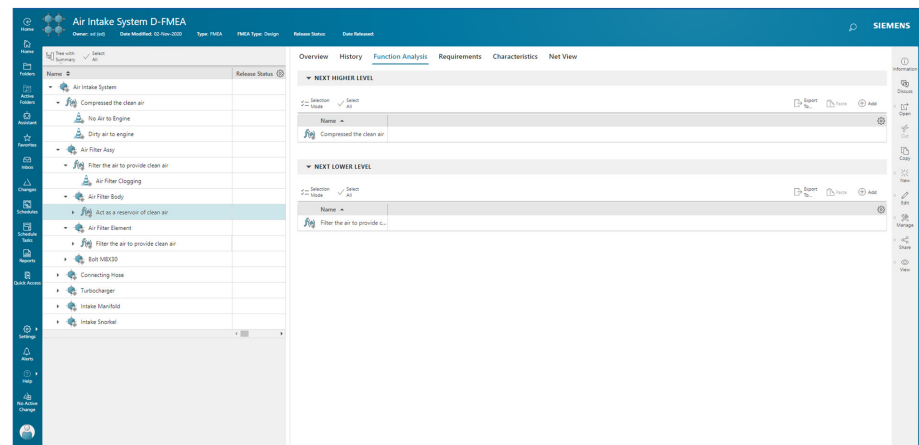 Air Intake System D-FMEA
Owner: sd (sd) Date Modified: 02-Nov-2020 Type: FMEA FMEA Type: Design Release Status: Date Released:
SIEMENS
Home
Home
Folders
Active Folders
Assistant
Favorites
Inbox
Changes
Schedules
Schedule Tasks
Reports
Quick Access
Settings
Alerts
Help
No Active Change
Tree with Summary Select All
Name Release Status
Air Intake System
Compressed the clean air
No Air to Engine
Dirty air to engine
Air Filter Assy
Filter the air to provide clean air
Air Filter Clogging
Air Filter Body
Act as a reservoir of clean air
Air Filter Element
Filter the air to provide clean air
Bolt M8X30
Connecting Hose
Turbocharger
Intake Manifold
Intake Snorkel
Overview History Function Analysis Requirements Characteristics Net View
NEXT HIGHER LEVEL
Selection Mode Select All Export To... Paste Add
Name
Compressed the clean air
NEXT LOWER LEVEL
Selection Mode Select All Export To... Paste Add
Name
Filter the air to provide c...
Information
Discuss
Open
Cut
Copy
New
Edit
Manage
Share
View